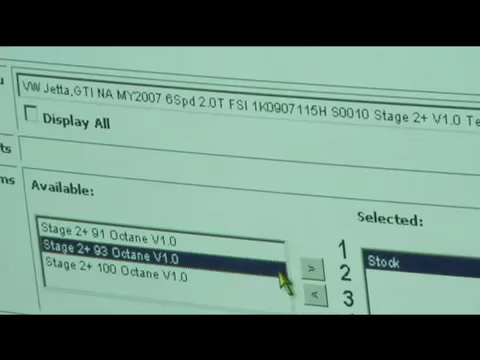 VW Jetta,GTI NA MY2007 6Spd 2.0T FSI 1K0907115H S0010 Stage 2+ V1.0
Display All
Available:
Selected:
Stage 2+ 91 Octane V1.0
Stage 2+ 93 Octane V1.0
Stage 2+ 100 Octane V1.0
>
<
1
2
3
Stock